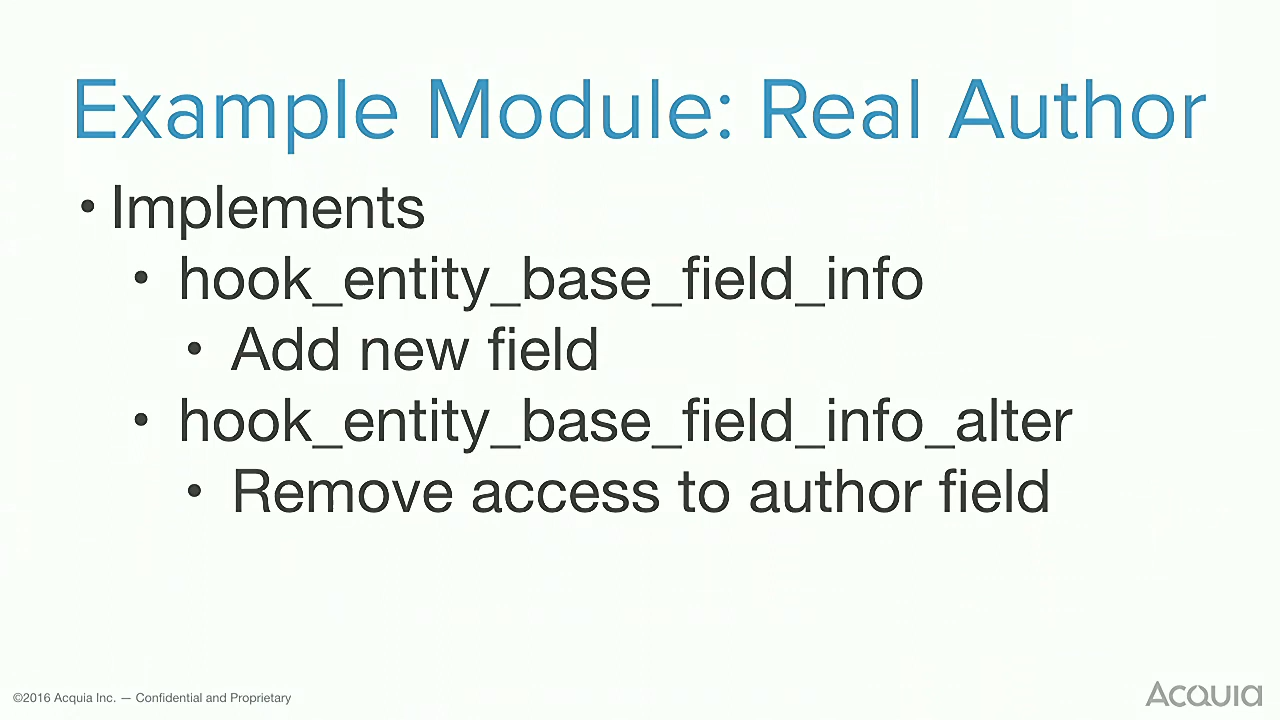 Example Module: Real Author
• Implements
• hook_entity_base_field_info
• Add new field
• hook_entity_base_field_info_alter
• Remove access to author field
©2016 Acquia Inc. — Confidential and Proprietary
Acquia